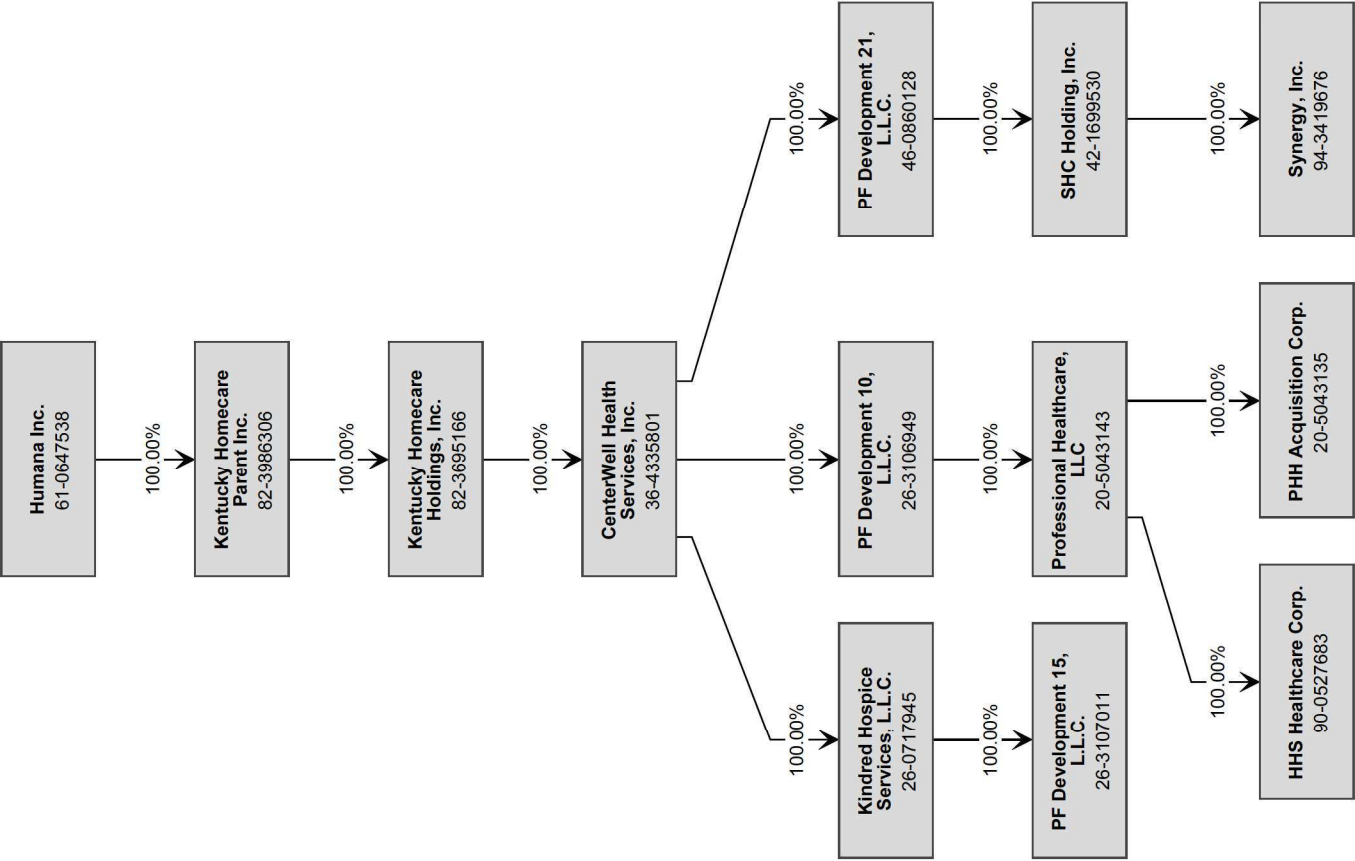 Humana Inc.
61-0647538
100.00%
Kentucky Homecare
Parent Inc.
82-3986306
100.00%
Kentucky Homecare
Holdings, Inc.
82-3695166
100.00%
CenterWell Health
Services, Inc.
36-4335801
100.00%
100.00%
100.00%
Kindred Hospice
Services, L.L.C.
26-0717945
PF Development 10,
L.L.C.
26-3106949
PF Development 21,
L.L.C.
46-0860128
100.00%
100.00%
100.00%
PF Development 15,
L.L.C.
26-3107011
Professional Healthcare,
LLC
20-5043143
SHC Holding, Inc.
42-1699530
100.00%
100.00%
100.00%
HHS Healthcare Corp.
90-0527683
PHH Acquisition Corp.
20-5043135
Synergy, Inc.
94-3419676